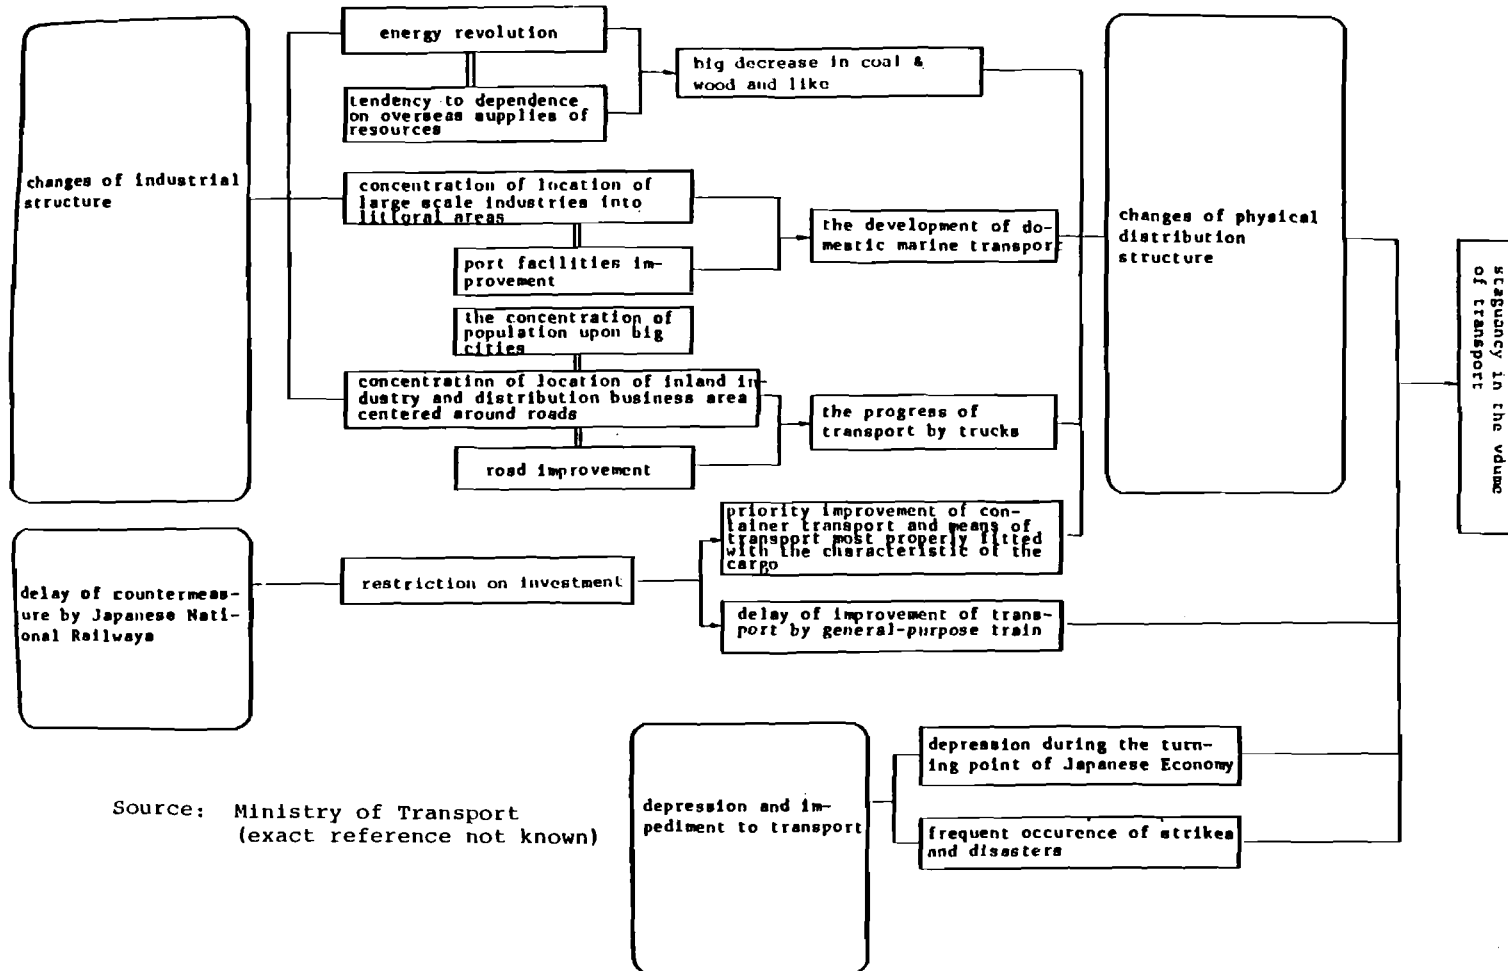 energy revolution
tendency to dependence
on overseas supplies of
resources
big decrease in coal &
wood and like
changes of industrial
structure
concentration of location of
large scale industries into
littoral areas
port facilities im-
provement
the development of do-
mestic marine transport
changes of physical
distribution
structure
stagnancy in the vdume
of transport
the concentration of
population upon big
cities
concentration of location of inland in-
dustry and distribution business area
centered around roads
road improvement
the progress of
transport by trucks
delay of countermeas-
ure by Japanese Nati-
onal Railways
restriction on investment
priority improvement of con-
tainer transport and means of
transport most properly fitted
with the characteristic of the
cargo
delay of improvement of trans-
port by general-purpose train
depression and im-
pediment to transport
depression during the turn-
ing point of Japanese Economy
frequent occurence of strikes
and disasters
Source: Ministry of Transport
(exact reference not known)